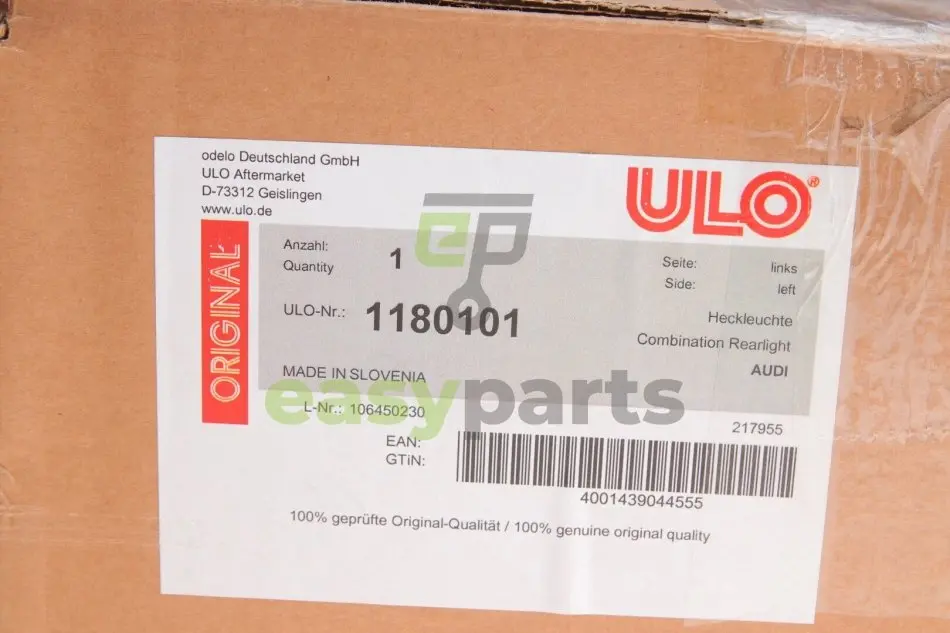 odelo Deutschland GmbH
ULO Aftermarket
D-73312 Geislingen
www.ulo.de
ULO®
ORIGINAL
Anzahl:
Quantity
1
Seite: links
Side: left
ULO-Nr.: 1180101
Heckleuchte
Combination Rearlight
AUDI
MADE IN SLOVENIA
L-Nr.: 106450230
217955
EAN:
GTiN:
4001439044555
100% geprüfte Original-Qualität / 100% genuine original quality
ep
easyparts